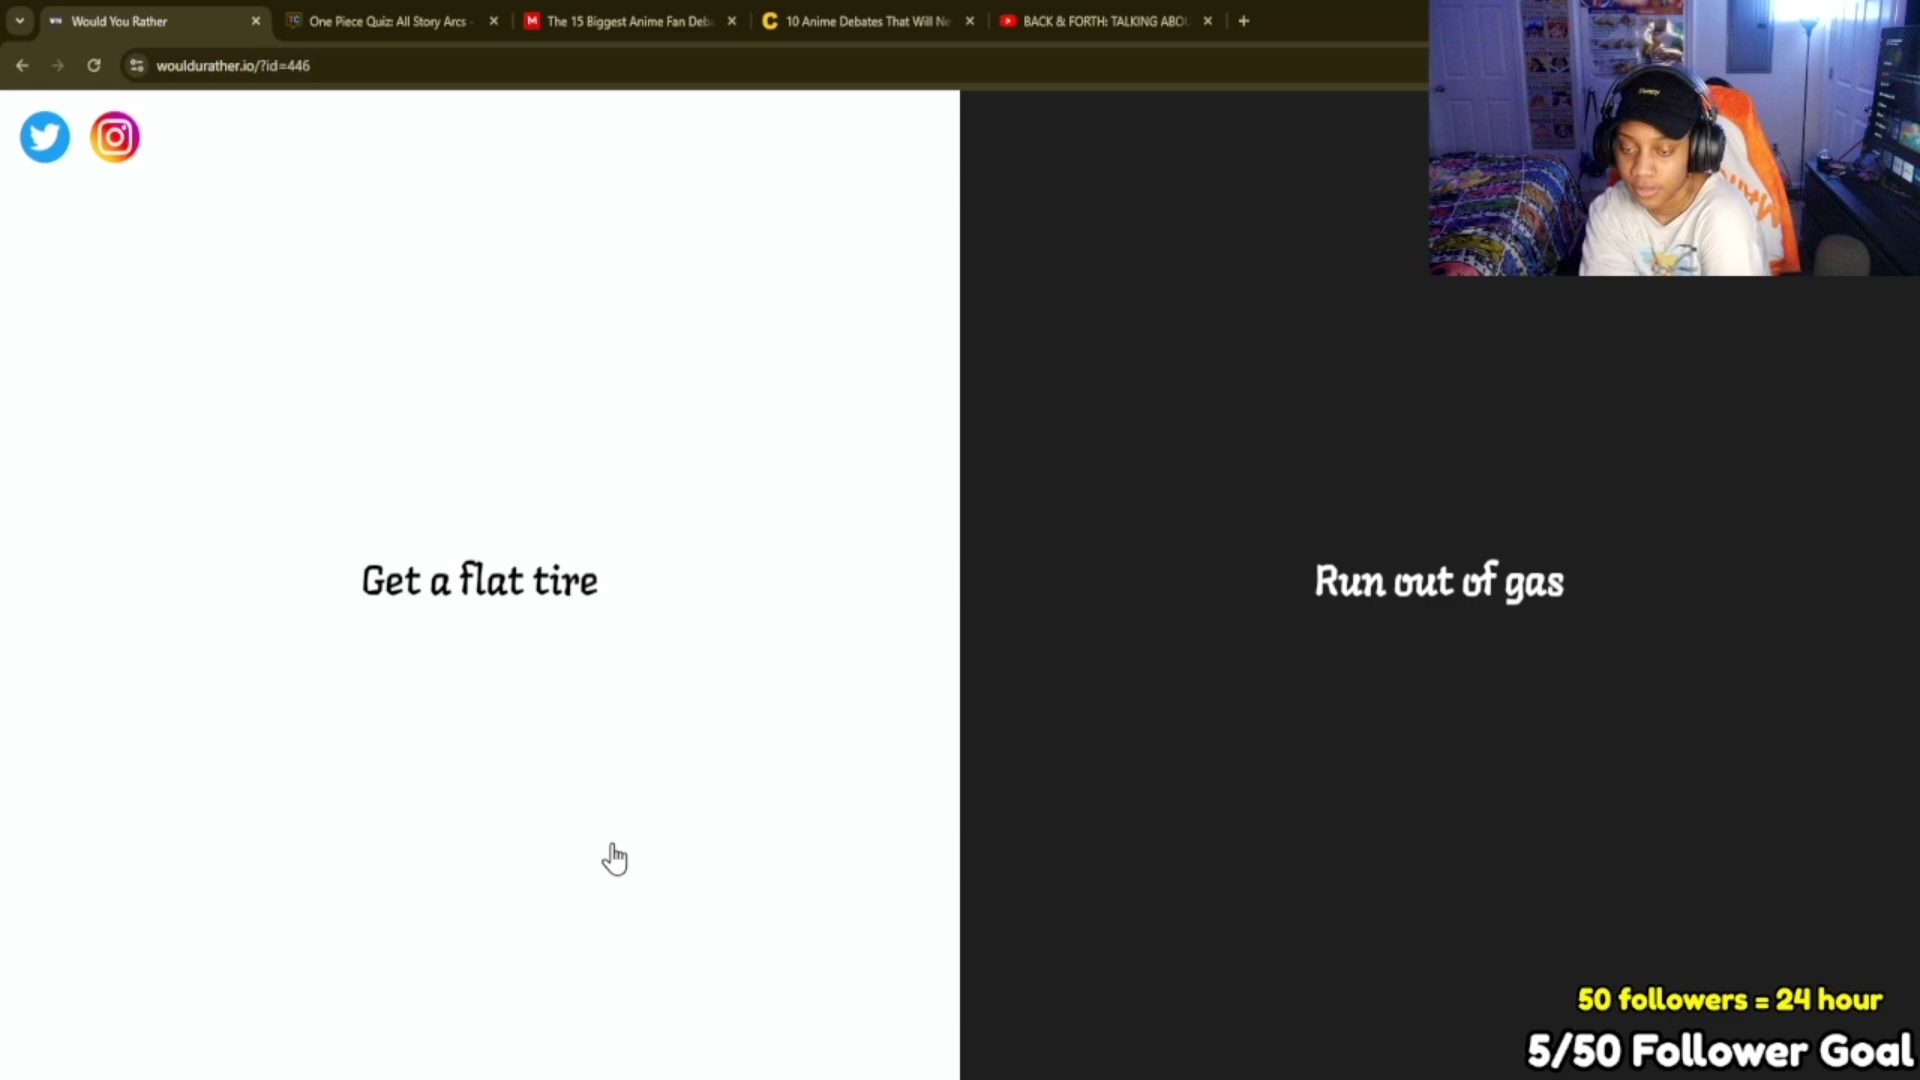 Would You Rather
One Piece Quiz: All Story Arcs
The 15 Biggest Anime Fan Deb
10 Anime Debates That Will Ne
BACK & FORTH: TALKING ABOU
wouldurather.io/?id=446
Get a flat tire
Run out of gas
50 followers = 24 hour
5/50 Follower Goal